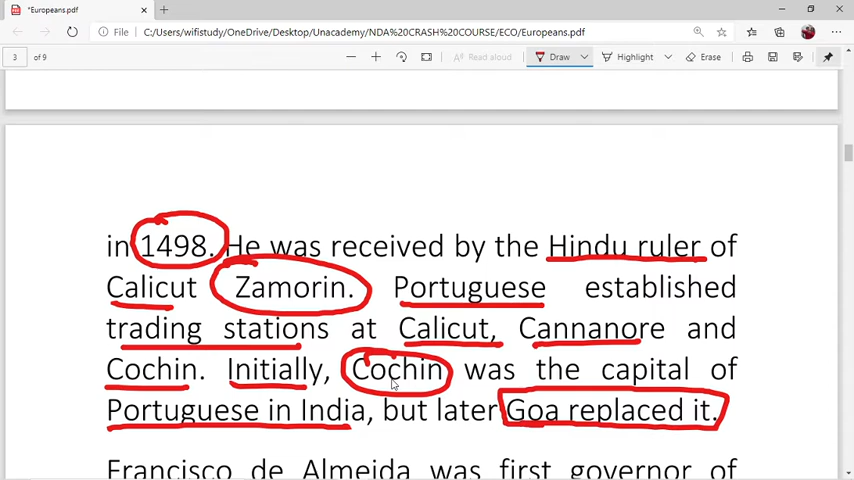 *Europeans.pdf
File
C:/Users/wifistudy/OneDrive/Desktop/Unacademy/NDA%20CRASH%20COURSE/ECO/Europeans.pdf
3 of 9
Read aloud
Draw
Highlight
Erase
in 1498. He was received by the Hindu ruler of
Calicut Zamorin. Portuguese established
trading stations at Calicut, Cannanore and
Cochin. Initially, Cochin was the capital of
Portuguese in India, but later Goa replaced it.
Francisco de Almeida was first governor of